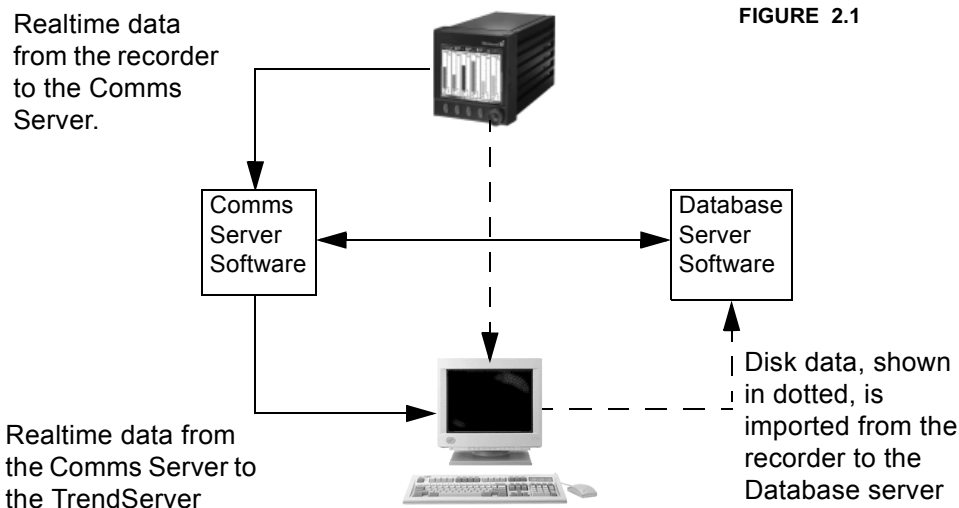 FIGURE 2.1
Realtime data
from the recorder
to the Comms
Server.
Comms
Server
Software
Database
Server
Software
Realtime data from
the Comms Server to
the TrendServer
Disk data, shown
in dotted, is
imported from the
recorder to the
Database server